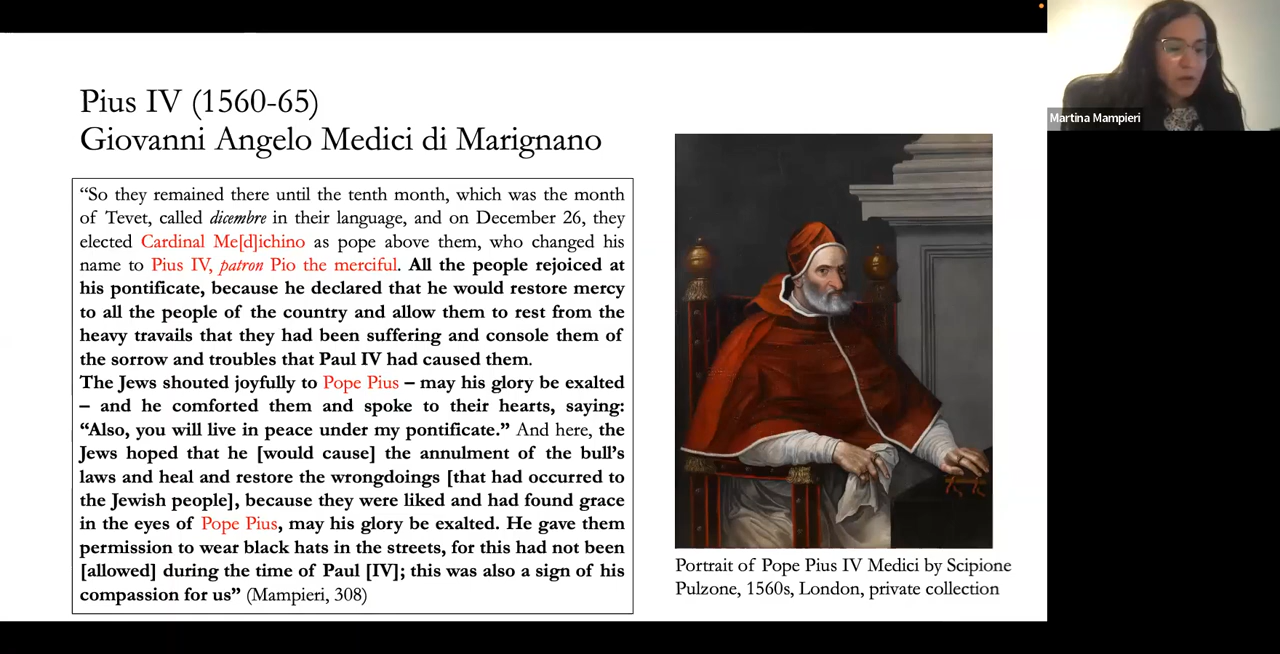 Pius IV (1560-65)
Giovanni Angelo Medici di Marignano
“So they remained there until the tenth month, which was the month
of Tevet, called dicembre in their language, and on December 26, they
elected Cardinal Me[d]ichino as pope above them, who changed his
name to Pius IV, patron Pio the merciful. All the people rejoiced at
his pontificate, because he declared that he would restore mercy
to all the people of the country and allow them to rest from the
heavy travails that they had been suffering and console them of
the sorrow and troubles that Paul IV had caused them.
The Jews shouted joyfully to Pope Pius – may his glory be exalted
– and he comforted them and spoke to their hearts, saying:
“Also, you will live in peace under my pontificate.” And here, the
Jews hoped that he [would cause] the annulment of the bull’s
laws and heal and restore the wrongdoings [that had occurred to
the Jewish people], because they were liked and had found grace
in the eyes of Pope Pius, may his glory be exalted. He gave them
permission to wear black hats in the streets, for this had not been
[allowed] during the time of Paul [IV]; this was also a sign of his
compassion for us” (Mampieri, 308)
Portrait of Pope Pius IV Medici by Scipione
Pulzone, 1560s, London, private collection
Martina Mampieri